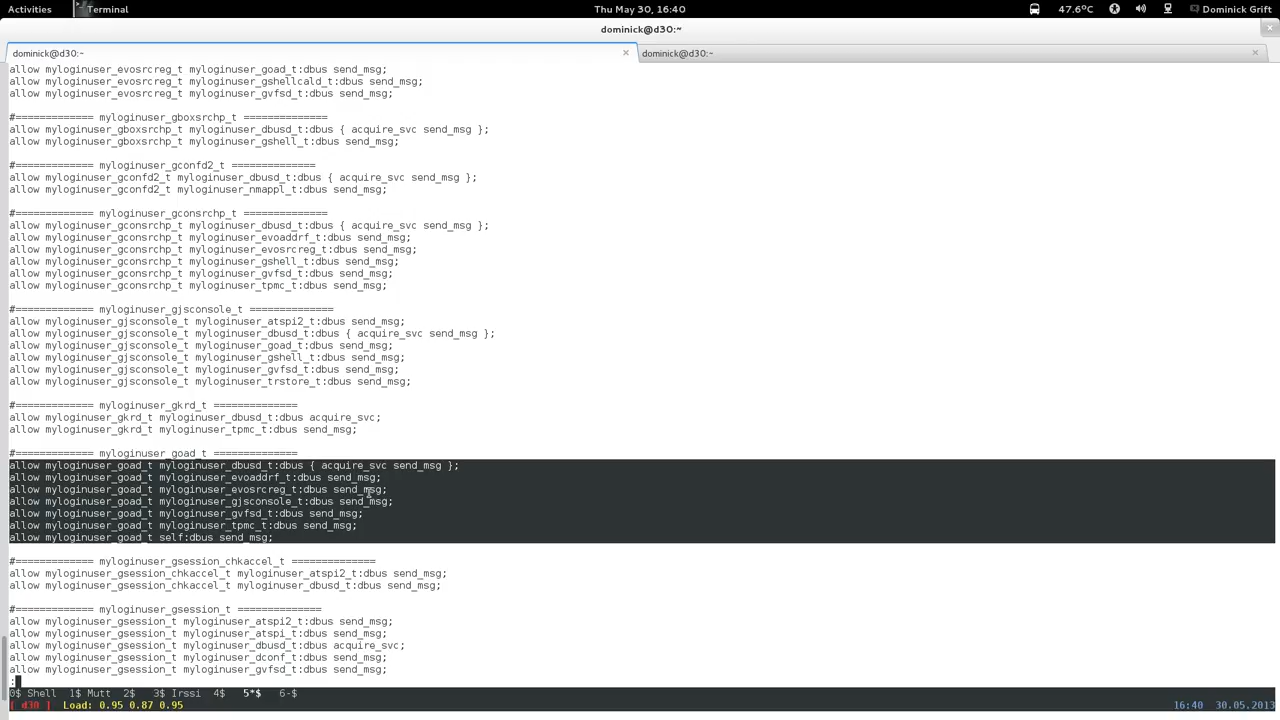 Activities Terminal Thu May 30, 16:40 47.6°C Dominick Grift
dominick@d30:~
dominick@d30:~ dominick@d30:~
allow myloginuser_evosrcreg_t myloginuser_goad_t:dbus send_msg;
allow myloginuser_evosrcreg_t myloginuser_gshellcald_t:dbus send_msg;
allow myloginuser_evosrcreg_t myloginuser_gvfsd_t:dbus send_msg;
#============= myloginuser_gboxsrchp_t ==============
allow myloginuser_gboxsrchp_t myloginuser_dbusd_t:dbus { acquire_svc send_msg };
allow myloginuser_gboxsrchp_t myloginuser_gshell_t:dbus send_msg;
#============= myloginuser_gconfd2_t ==============
allow myloginuser_gconfd2_t myloginuser_dbusd_t:dbus { acquire_svc send_msg };
allow myloginuser_gconfd2_t myloginuser_nmappl_t:dbus send_msg;
#============= myloginuser_gconsrchp_t ==============
allow myloginuser_gconsrchp_t myloginuser_dbusd_t:dbus { acquire_svc send_msg };
allow myloginuser_gconsrchp_t myloginuser_evoaddrf_t:dbus send_msg;
allow myloginuser_gconsrchp_t myloginuser_evosrcreg_t:dbus send_msg;
allow myloginuser_gconsrchp_t myloginuser_gshell_t:dbus send_msg;
allow myloginuser_gconsrchp_t myloginuser_gvfsd_t:dbus send_msg;
allow myloginuser_gconsrchp_t myloginuser_tpmc_t:dbus send_msg;
#============= myloginuser_gjsconsole_t ==============
allow myloginuser_gjsconsole_t myloginuser_atspi2_t:dbus send_msg;
allow myloginuser_gjsconsole_t myloginuser_dbusd_t:dbus { acquire_svc send_msg };
allow myloginuser_gjsconsole_t myloginuser_goad_t:dbus send_msg;
allow myloginuser_gjsconsole_t myloginuser_gshell_t:dbus send_msg;
allow myloginuser_gjsconsole_t myloginuser_gvfsd_t:dbus send_msg;
allow myloginuser_gjsconsole_t myloginuser_trstore_t:dbus send_msg;
#============= myloginuser_gkrd_t ==============
allow myloginuser_gkrd_t myloginuser_dbusd_t:dbus acquire_svc;
allow myloginuser_gkrd_t myloginuser_tpmc_t:dbus send_msg;
#============= myloginuser_goad_t ==============
allow myloginuser_goad_t myloginuser_dbusd_t:dbus { acquire_svc send_msg };
allow myloginuser_goad_t myloginuser_evoaddrf_t:dbus send_msg;
allow myloginuser_goad_t myloginuser_evosrcreg_t:dbus send_msg;
allow myloginuser_goad_t myloginuser_gjsconsole_t:dbus send_msg;
allow myloginuser_goad_t myloginuser_gvfsd_t:dbus send_msg;
allow myloginuser_goad_t myloginuser_tpmc_t:dbus send_msg;
allow myloginuser_goad_t self:dbus send_msg;
#============= myloginuser_gsession_chkaccel_t ==============
allow myloginuser_gsession_chkaccel_t myloginuser_atspi2_t:dbus send_msg;
allow myloginuser_gsession_chkaccel_t myloginuser_dbusd_t:dbus send_msg;
#============= myloginuser_gsession_t ==============
allow myloginuser_gsession_t myloginuser_atspi2_t:dbus send_msg;
allow myloginuser_gsession_t myloginuser_atspi_t:dbus send_msg;
allow myloginuser_gsession_t myloginuser_dbusd_t:dbus acquire_svc;
allow myloginuser_gsession_t myloginuser_dconf_t:dbus send_msg;
allow myloginuser_gsession_t myloginuser_gvfsd_t:dbus send_msg;
:
0$ Shell 1$ Mutt 2$ 3$ Irssi 4$ 5*$ 6-$
[ d30 ] Load: 0.95 0.87 0.95 16:40 30.05.2013